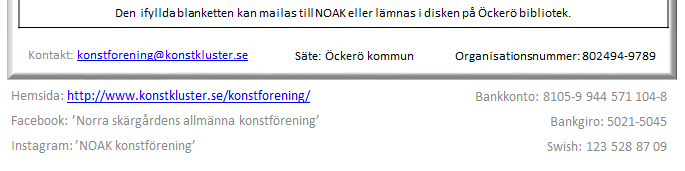 Den ifyllda blanketten kan mailas till NOAK eller lämnas i disken på Öckerö bibliotek.
Kontakt: konstforening@konstkluster.se Säte: Öckerö kommun Organisationsnummer: 802494-9789
Hemsida: http://www.konstkluster.se/konstforening/ Bankkonto: 8105-9 944 571 104-8
Facebook: ’Norra skärgårdens allmänna konstförening’ Bankgiro: 5021-5045
Instagram: ’NOAK konstförening’ Swish: 123 528 87 09